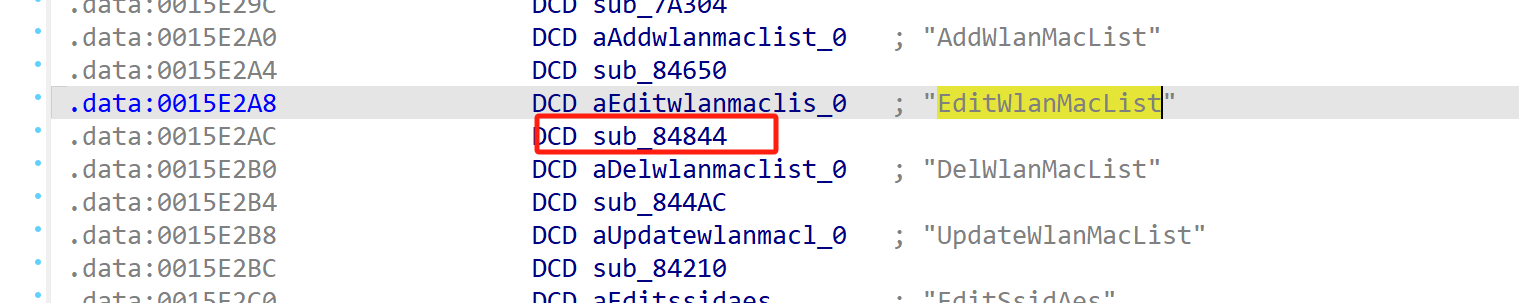 .data:0015E29C DCD sub_7A304
.data:0015E2A0 DCD aAddwlanmaclist_0 ; "AddWlanMacList"
.data:0015E2A4 DCD sub_84650
.data:0015E2A8 DCD aEditwlanmaclis_0 ; "EditWlanMacList"
.data:0015E2AC DCD sub_84844
.data:0015E2B0 DCD aDelwlanmaclist_0 ; "DelWlanMacList"
.data:0015E2B4 DCD sub_844AC
.data:0015E2B8 DCD aUpdatewlanmacl_0 ; "UpdateWlanMacList"
.data:0015E2BC DCD sub_84210
.data:0015E2C0 DCD aEditssidaes ; "EditSsidAes"